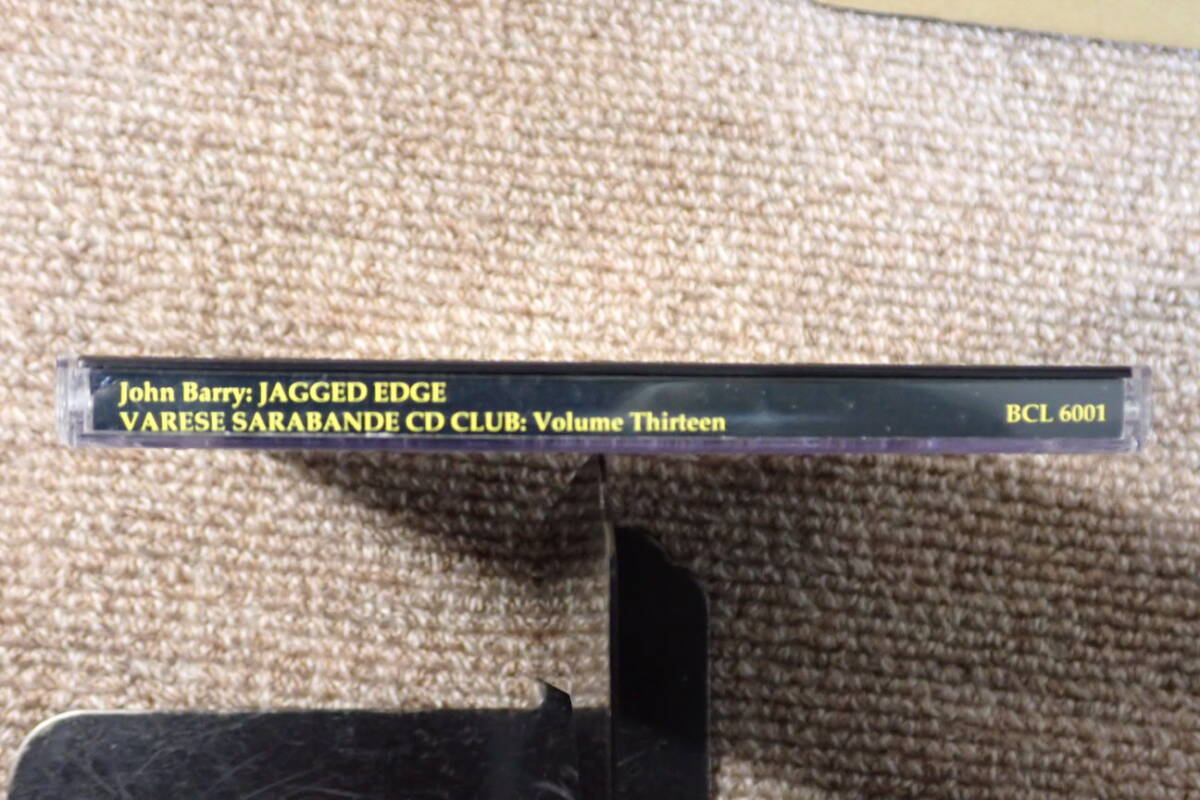 John Barry: JAGGED EDGE
VARESE SARABANDE CD CLUB: Volume Thirteen
BCL 6001